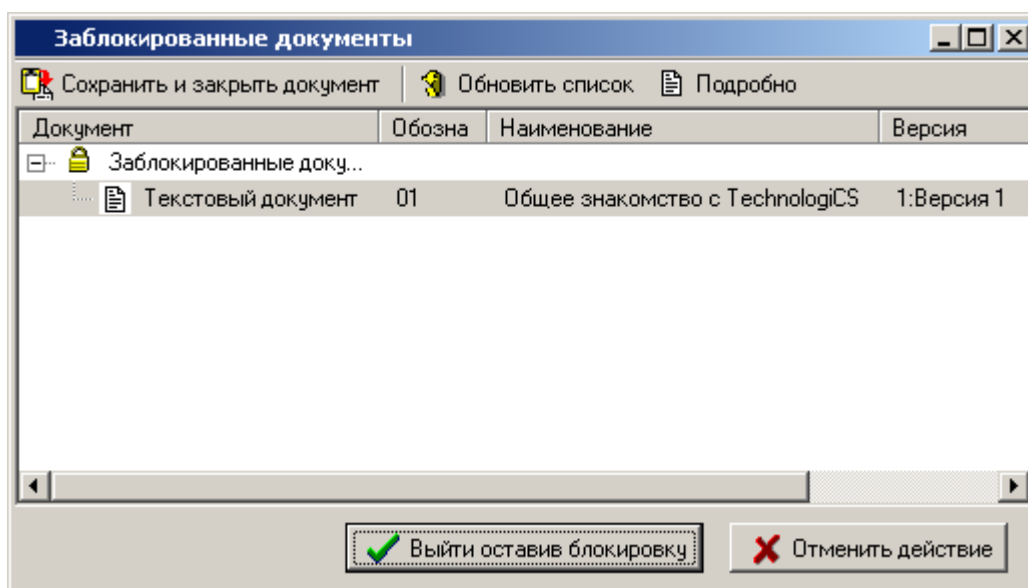 Заблокированные документы
Сохранить и закрыть документ Обновить список Подробно
Документ Обозна Наименование Версия
Заблокированные доку...
Текстовый документ 01 Общее знакомство с TechnologiCS 1:Версия 1
Выйти оставив блокировку Отменить действие